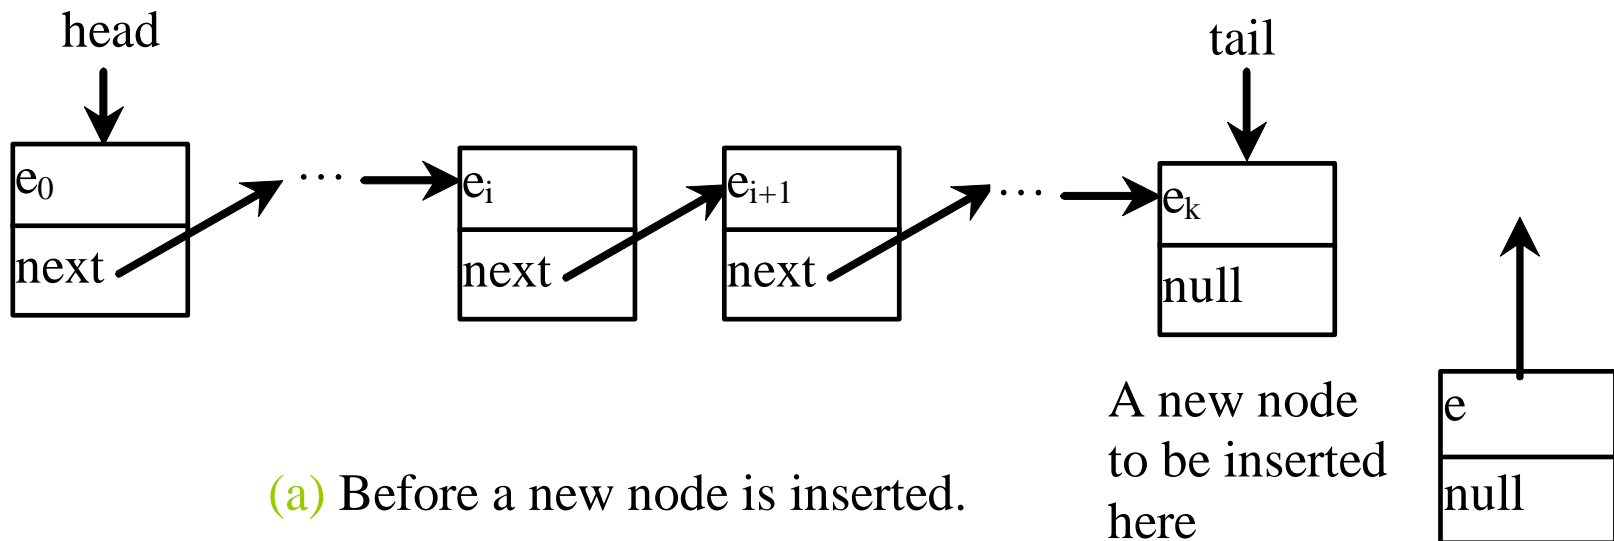 head
tail
e₀
next
…
eᵢ
next
eᵢ₊₁
next
…
eₖ
null
A new node
to be inserted
here
e
null
(a) Before a new node is inserted.